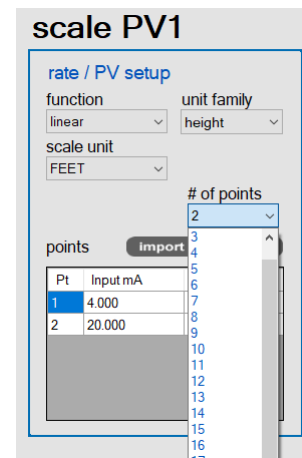 scale PV1
rate / PV setup
function unit family
linear height
scale unit
FEET
# of points
2
points import
Pt Input mA
1 4.000
2 20.000
3
4
5
6
7
8
9
10
11
12
13
14
15
16